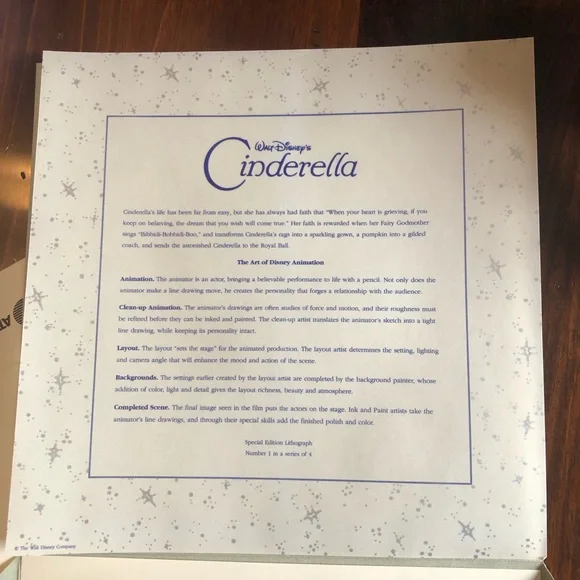 Walt Disney's
Cinderella
Cinderella's life has been far from easy, but she has always had faith that "When your heart is grieving, if you
keep on believing, the dream that you wish will come true." Her faith is rewarded when her Fairy Godmother
sings "Bibbidi-Bobbidi-Boo," and transforms Cinderella's rags into a sparkling gown, a pumpkin into a gilded
coach, and sends the astonished Cinderella to the Royal Ball.
The Art of Disney Animation
Animation. The animator is an actor, bringing a believable performance to life with a pencil. Not only does the
animator make a line drawing move, he creates the personality that forges a relationship with the audience.
Clean-up Animation. The animator's drawings are often studies of force and motion, and their roughness must
be refined before they can be inked and painted. The clean-up artist translates the animator's sketch into a tight
line drawing, while keeping its personality intact.
Layout. The layout "sets the stage" for the animated production. The layout artist determines the setting, lighting
and camera angle that will enhance the mood and action of the scene.
Backgrounds. The settings earlier created by the layout artist are completed by the background painter, whose
addition of color, light and detail give the layout richness, beauty and atmosphere.
Completed Scene. The final image seen in the film puts the actors on the stage. Ink and Paint artists take the
animator's line drawings, and through their special skills add the finished polish and color.
Special Edition Lithograph
Number 1 in a series of 4
© The Walt Disney Company